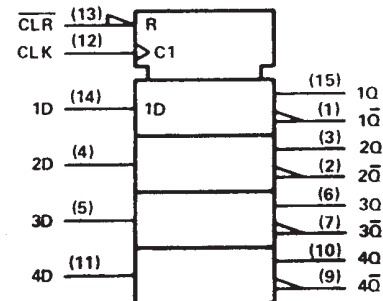 C̅L̅R̅ (13) R
CLK (12) C1
(15) 1Q
1D (14) 1D
(1) 1Q̅
(3) 2Q
2D (4)
(2) 2Q̅
(6) 3Q
3D (5)
(7) 3Q̅
(10) 4Q
4D (11)
(9) 4Q̅